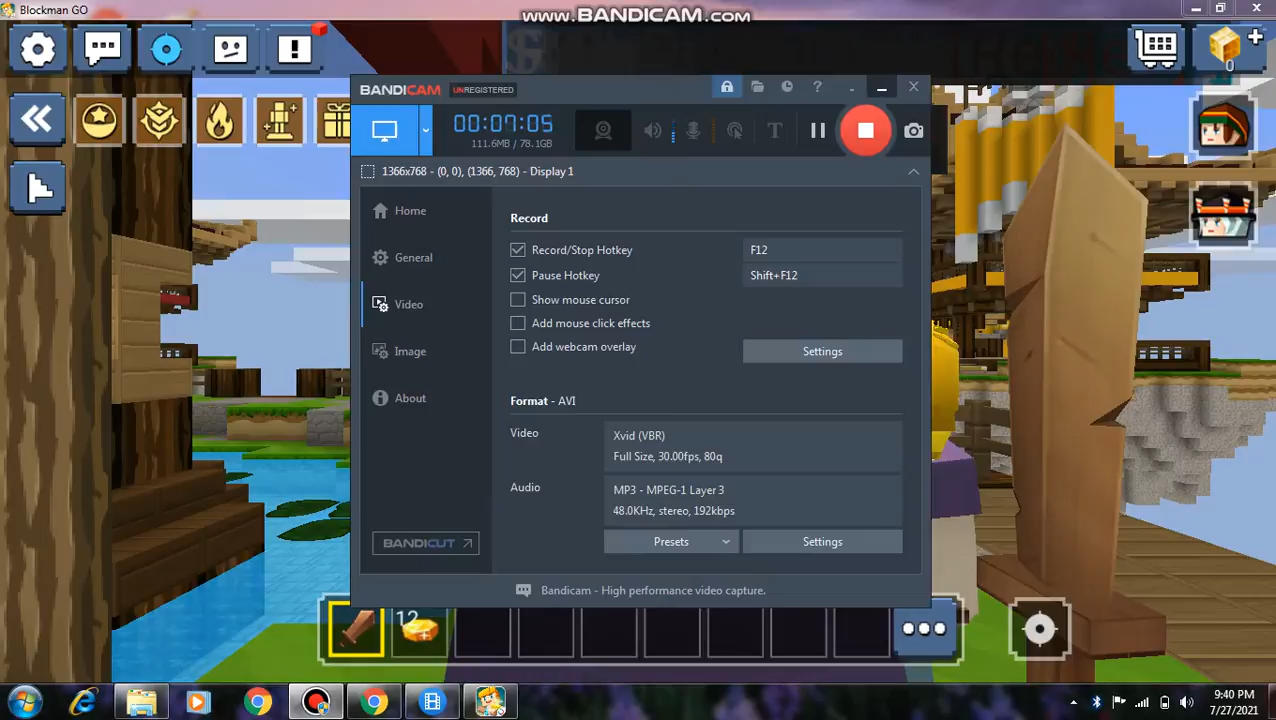 Blockman GO
www.BANDICAM.com
0
BANDICAM UNREGISTERED
00:07:05
111.6MB / 78.1GB
1366x768 - (0, 0), (1366, 768) - Display 1
Home
General
Video
Image
About
BANDICUT
Record
Record/Stop Hotkey F12
Pause Hotkey Shift+F12
Show mouse cursor
Add mouse click effects
Add webcam overlay Settings
Format - AVI
Video
Xvid (VBR)
Full Size, 30.00fps, 80q
Audio
MP3 - MPEG-1 Layer 3
48.0KHz, stereo, 192kbps
Presets Settings
Bandicam - High performance video capture.
12
9:40 PM
7/27/2021